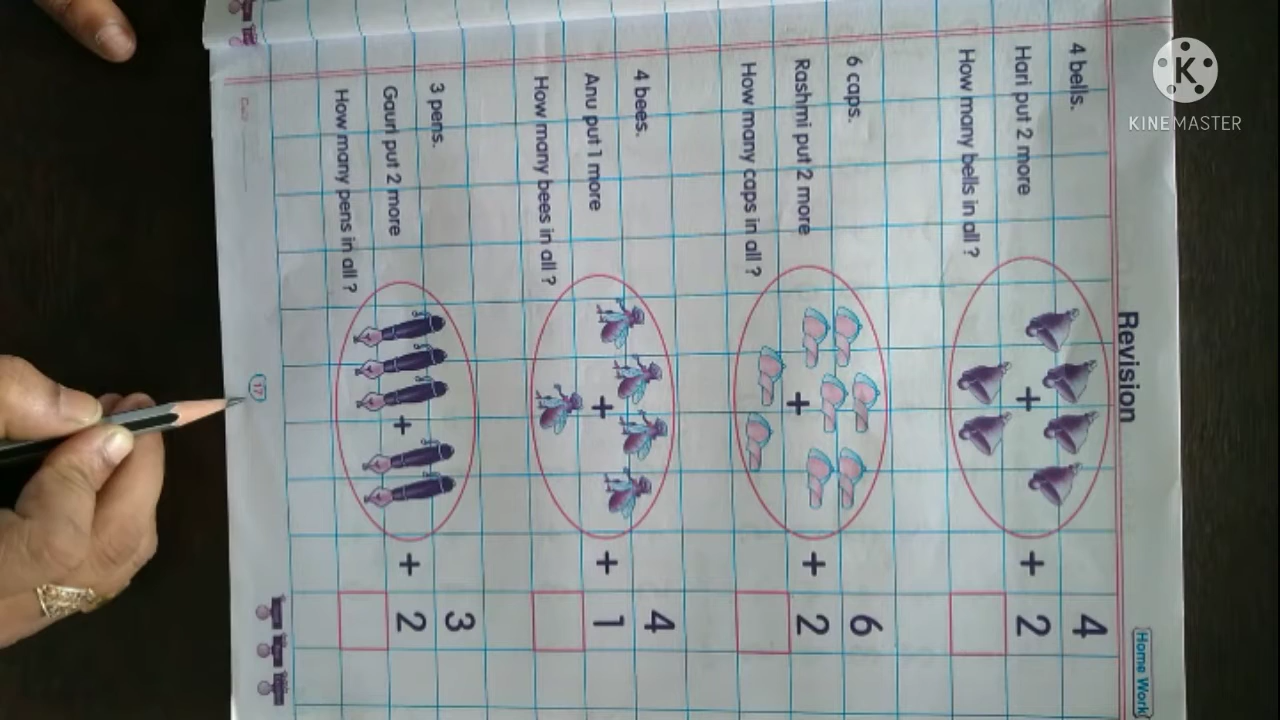 Revision
Home Work
4 bells.
Hari put 2 more
How many bells in all ?
+
4
+ 2
6 caps.
Rashmi put 2 more
How many caps in all ?
+
6
+ 2
4 bees.
Anu put 1 more
How many bees in all ?
+
4
+ 1
3 pens.
Gauri put 2 more
How many pens in all ?
+
3
+ 2
17
K
KINEMASTER